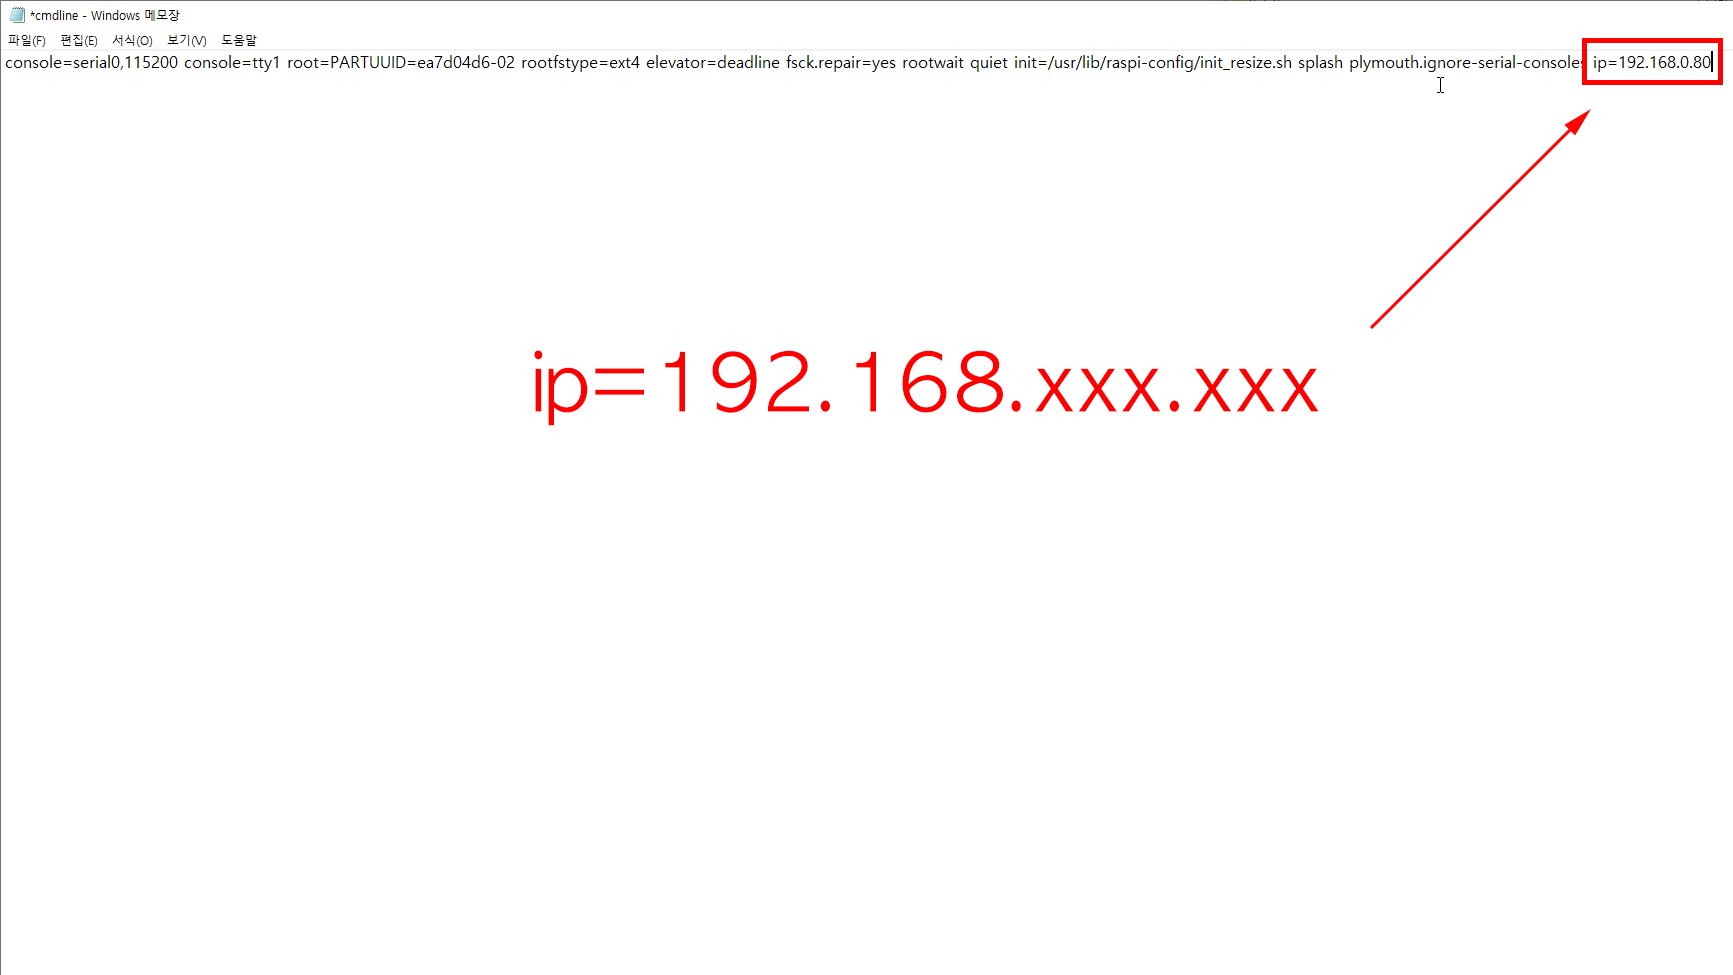 *cmdline - Windows 메모장
파일(F) 편집(E) 서식(O) 보기(V) 도움말
console=serial0,115200 console=tty1 root=PARTUUID=ea7d04d6-02 rootfstype=ext4 elevator=deadline fsck.repair=yes rootwait quiet init=/usr/lib/raspi-config/init_resize.sh splash plymouth.ignore-serial-consoles ip=192.168.0.80
ip=192.168.xxx.xxx